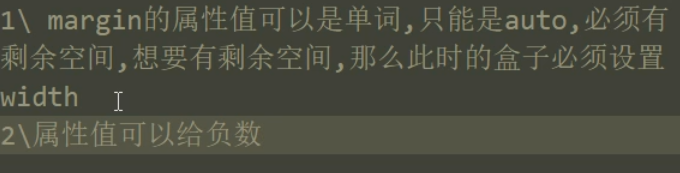 1\ margin的属性值可以是单词,只能是auto,必须有
剩余空间,想要有剩余空间,那么此时的盒子必须设置
width
2\属性值可以给负数